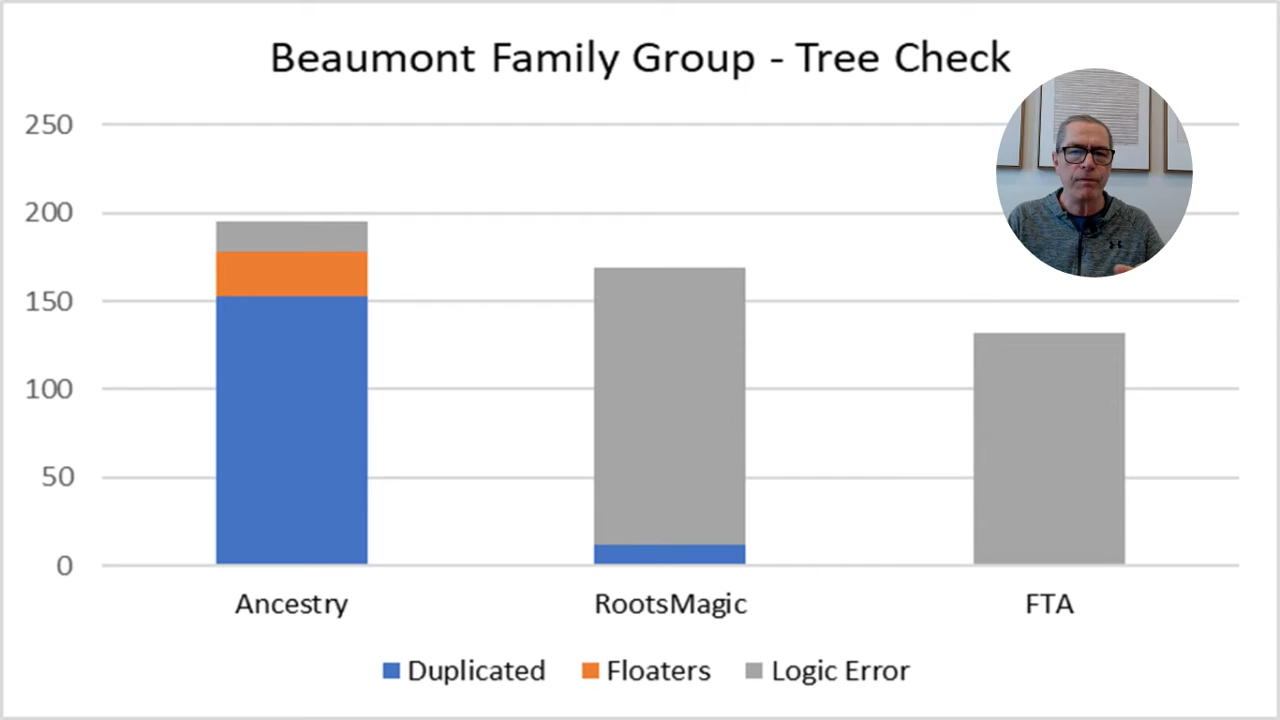 Beaumont Family Group - Tree Check
250
200
150
100
50
0
Ancestry RootsMagic FTA
Duplicated Floaters Logic Error